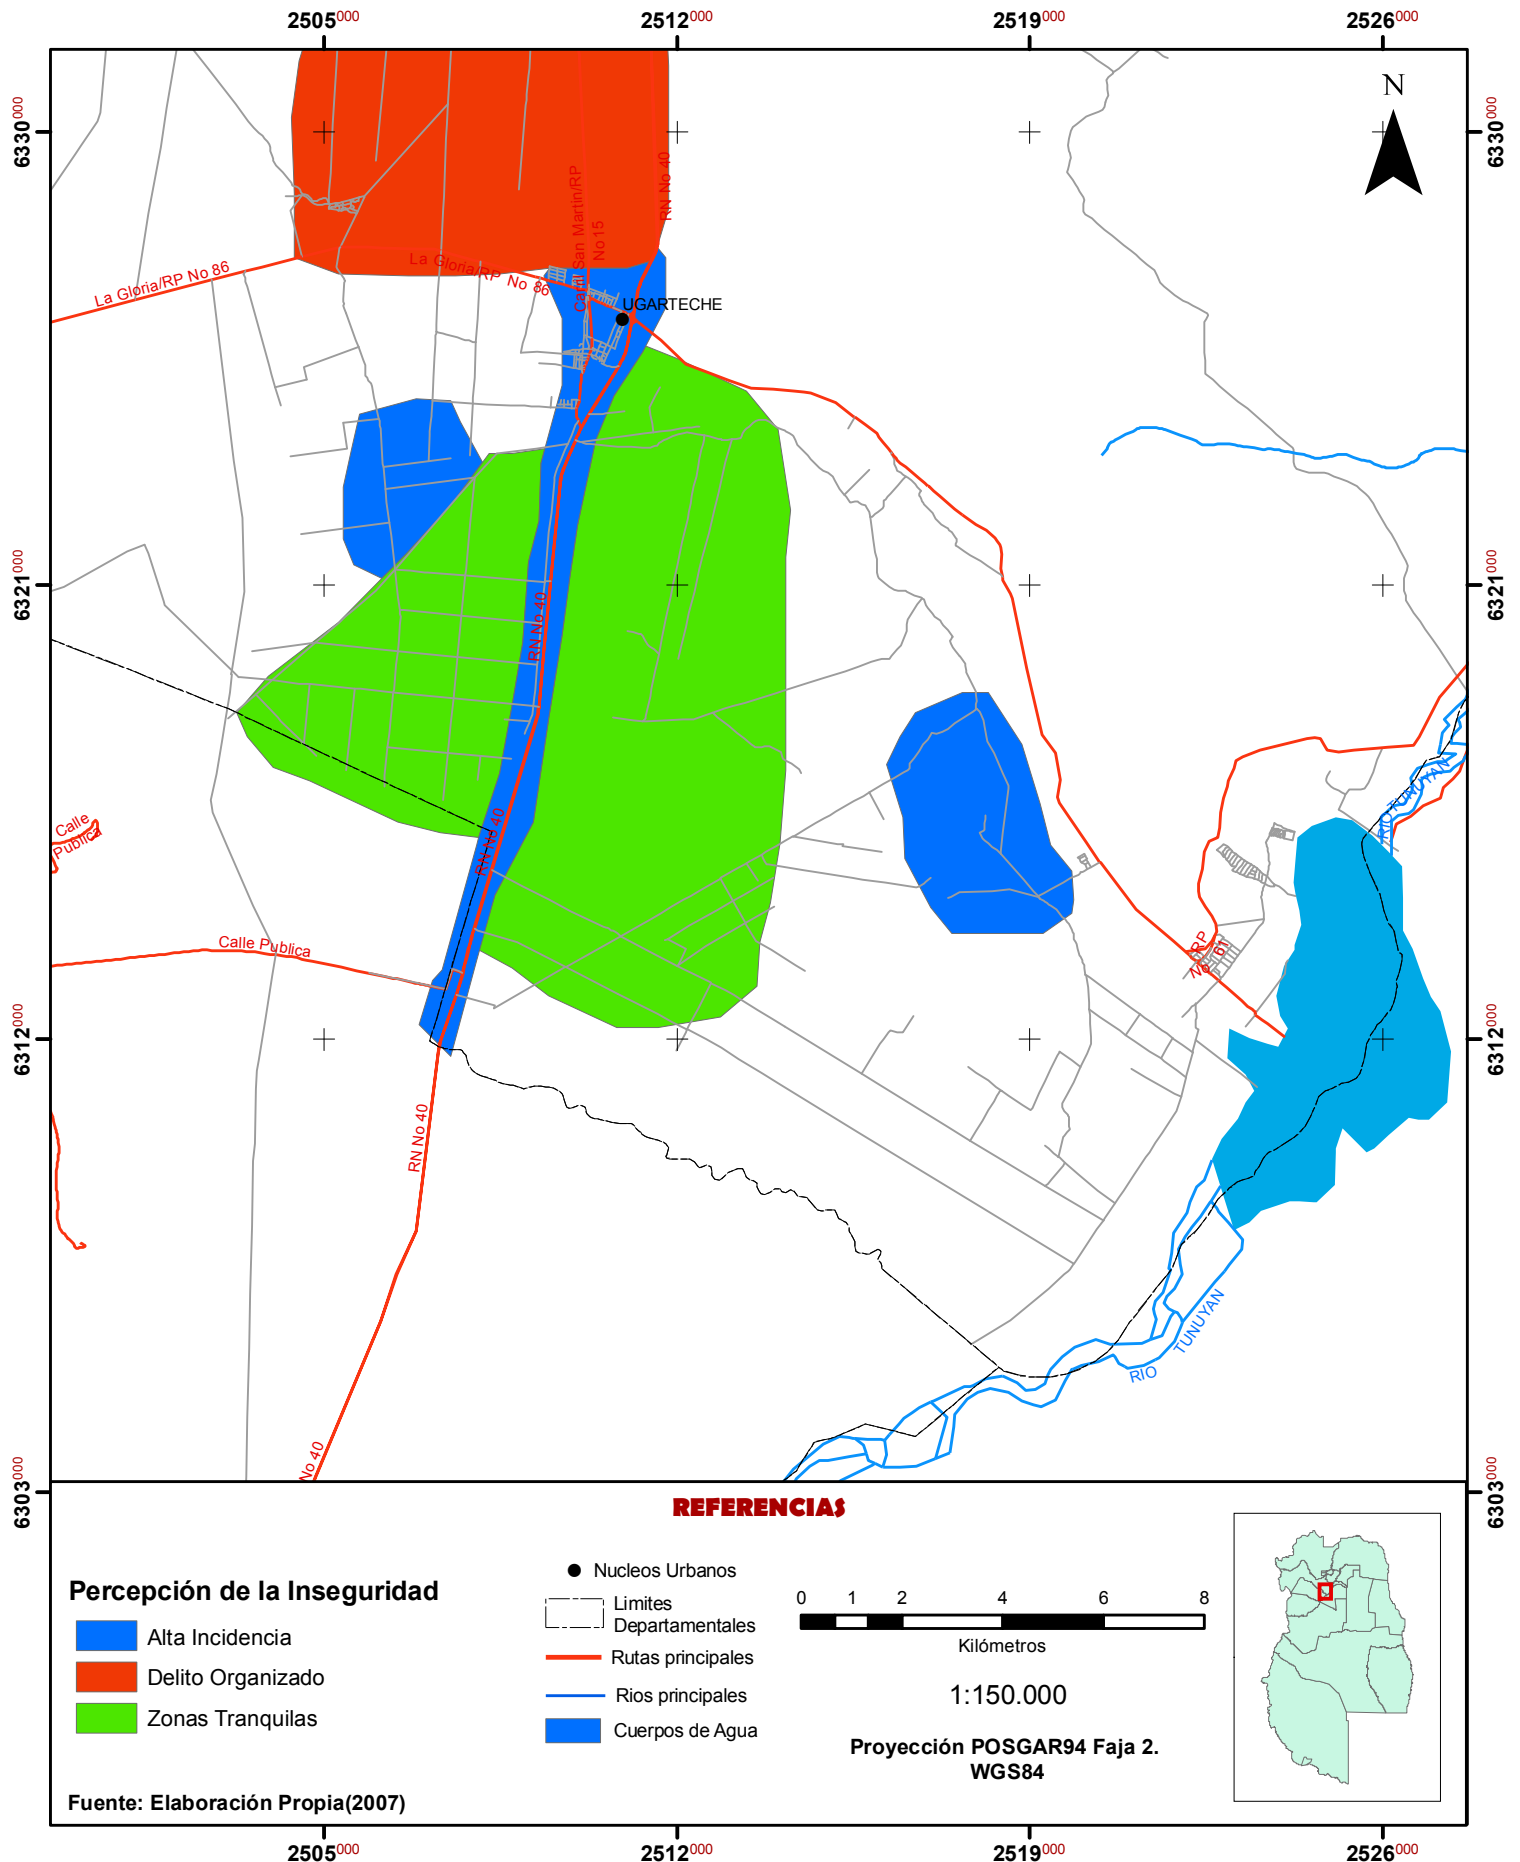 2505000 2512000 2519000 2526000
6330000
6330000
N
Carril San Martin/RP
No 15
RN No 40
La Gloria/RP No 86
La Gloria/RP No 86
UGARTECHE
6321000
6321000
RN No 40
RIO TUNUYAN
RN No 40
Calle
Publica
Calle Publica
RP
No 61
6312000
6312000
RN No 40
TUNUYAN
RIO
No 40
6303000
6303000
REFERENCIAS
Percepción de la Inseguridad
Alta Incidencia
Delito Organizado
Zonas Tranquilas
Nucleos Urbanos
Limites
Departamentales
Rutas principales
Rios principales
Cuerpos de Agua
0 1 2 4 6 8
Kilómetros
1:150.000
Proyección POSGAR94 Faja 2.
WGS84
Fuente: Elaboración Propia(2007)
2505000 2512000 2519000 2526000